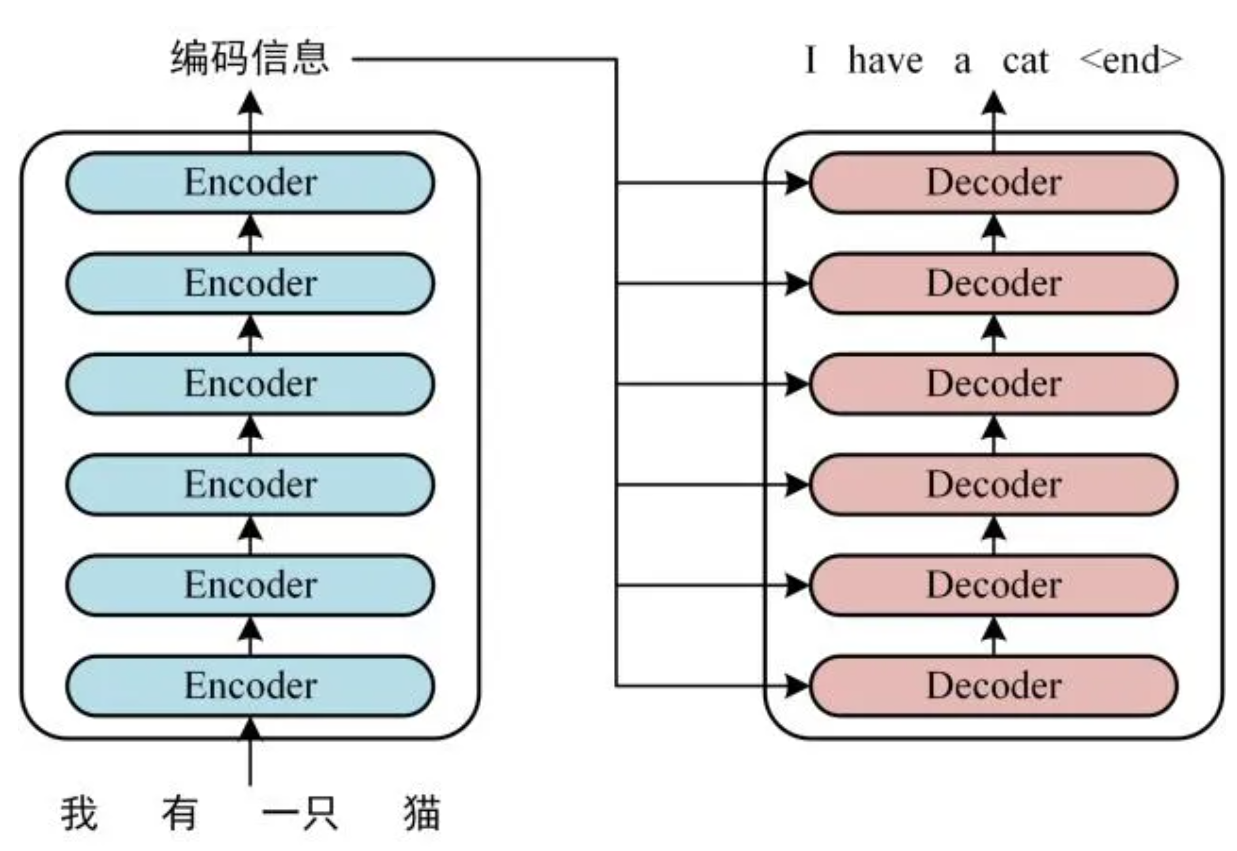 编码信息
I have a cat <end>
Encoder
Decoder
Encoder
Decoder
Encoder
Decoder
Encoder
Decoder
Encoder
Decoder
Encoder
Decoder
我 有 一只 猫